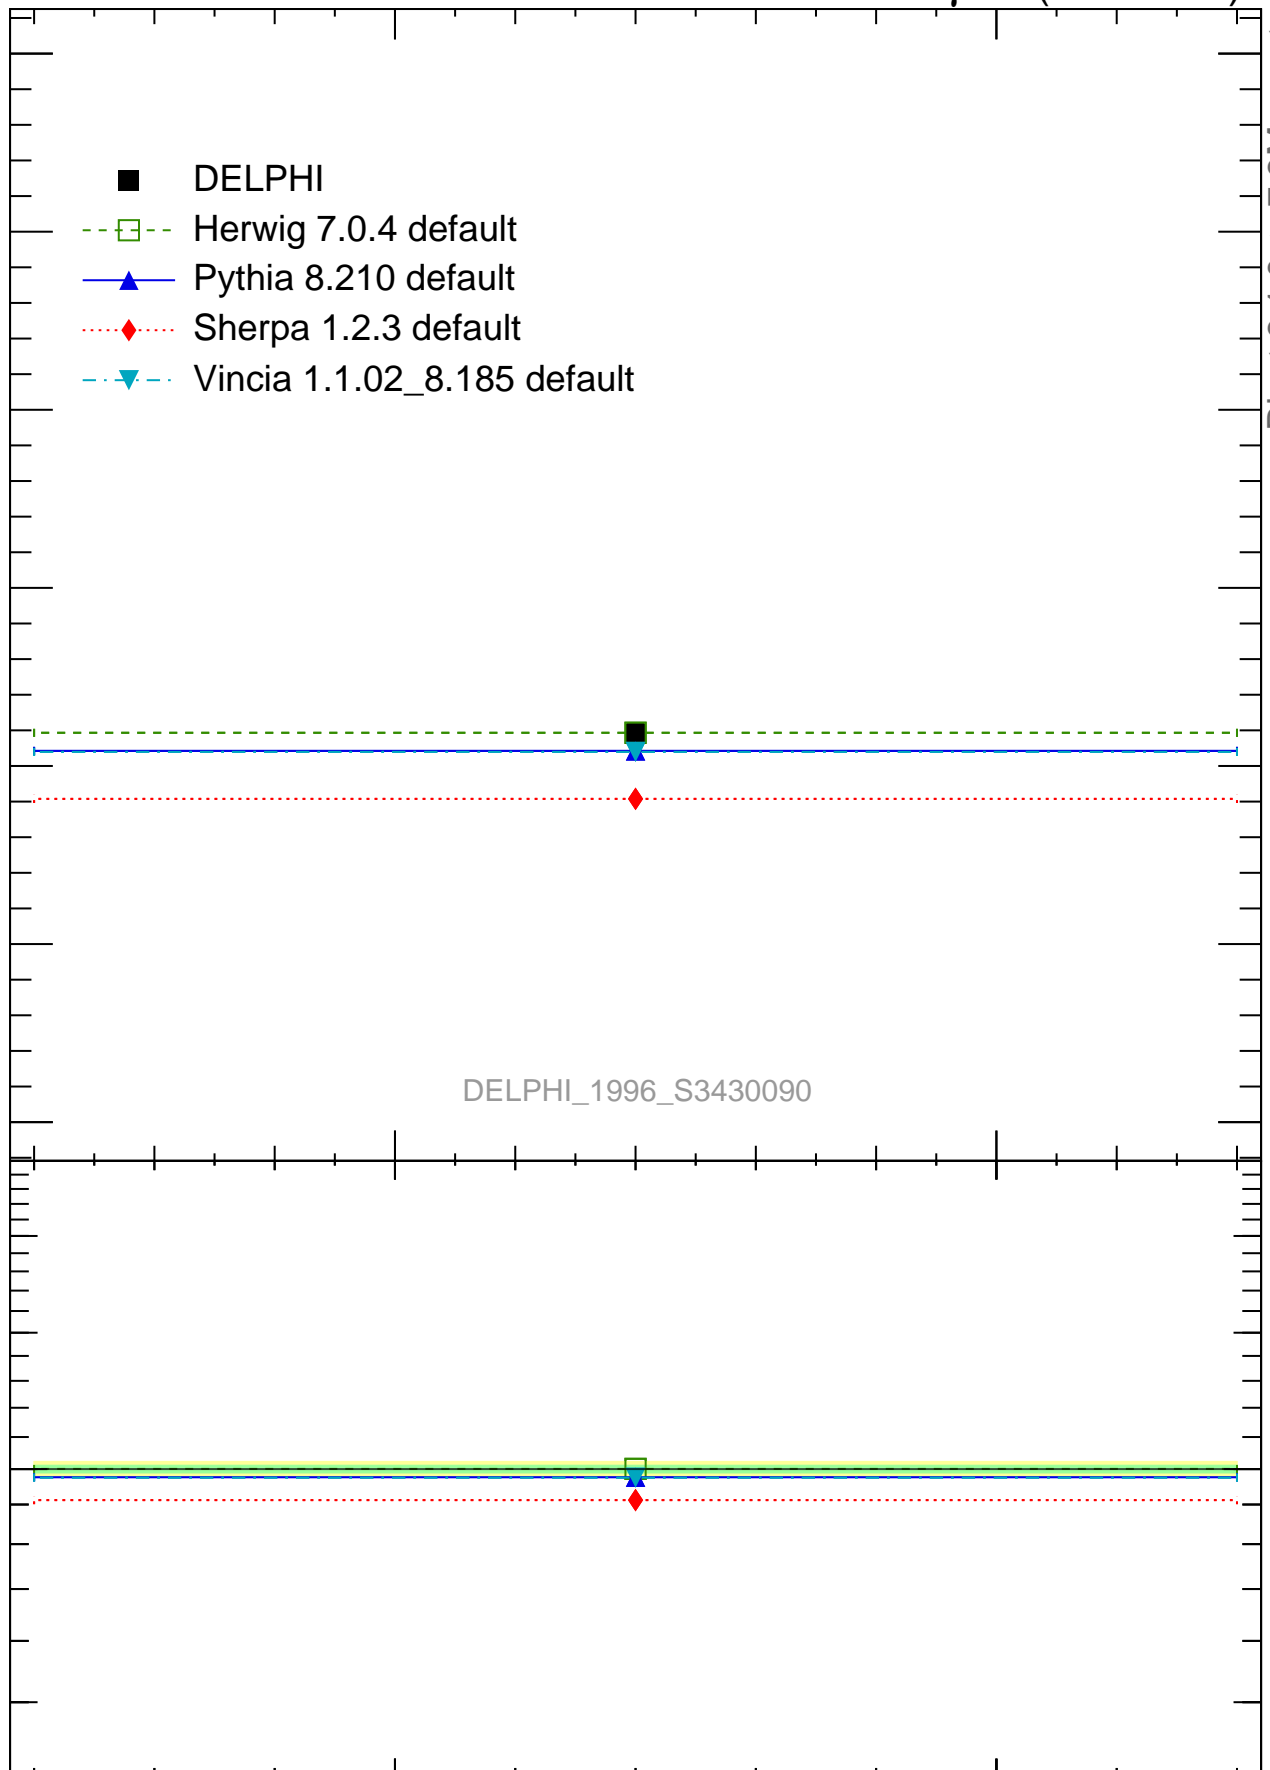 DELPHI
Herwig 7.0.4 default
Pythia 8.210 default
Sherpa 1.2.3 default
Vincia 1.1.02_8.185 default
DELPHI_1996_S3430090